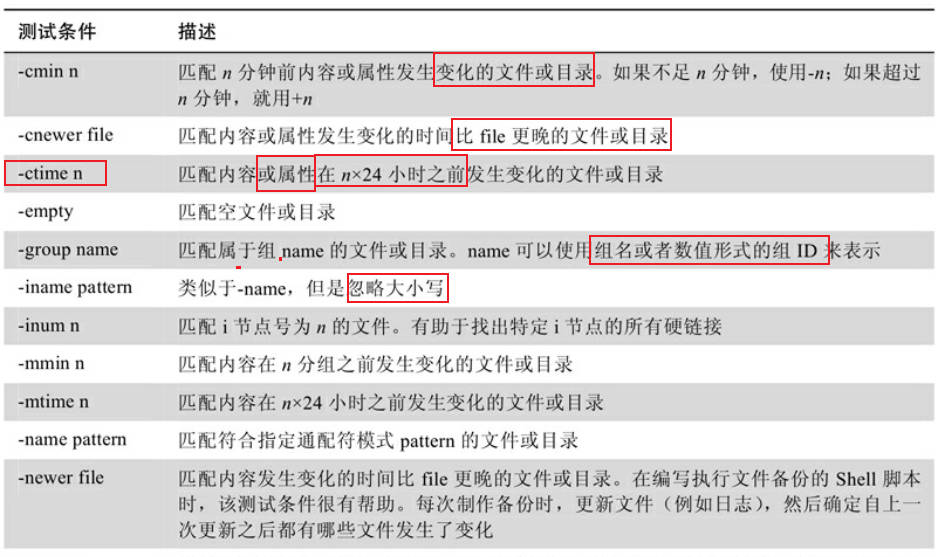 测试条件 描述
-cmin n 匹配 n 分钟前内容或属性发生变化的文件或目录。如果不足 n 分钟，使用-n；如果超过
n 分钟，就用+n
-cnewer file 匹配内容或属性发生变化的时间比 file 更晚的文件或目录
-ctime n 匹配内容或属性在 n×24 小时之前发生变化的文件或目录
-empty 匹配空文件或目录
-group name 匹配属于组 name 的文件或目录。name 可以使用组名或者数值形式的组 ID 来表示
-iname pattern 类似于-name，但是忽略大小写
-inum n 匹配 i 节点号为 n 的文件。有助于找出特定 i 节点的所有硬链接
-mmin n 匹配内容在 n 分组之前发生变化的文件或目录
-mtime n 匹配内容在 n×24 小时之前发生变化的文件或目录
-name pattern 匹配符合指定通配符模式 pattern 的文件或目录
-newer file 匹配内容发生变化的时间比 file 更晚的文件或目录。在编写执行文件备份的 Shell 脚本
时，该测试条件很有帮助。每次制作备份时，更新文件（例如日志），然后确定自上一
次更新之后都有哪些文件发生了变化